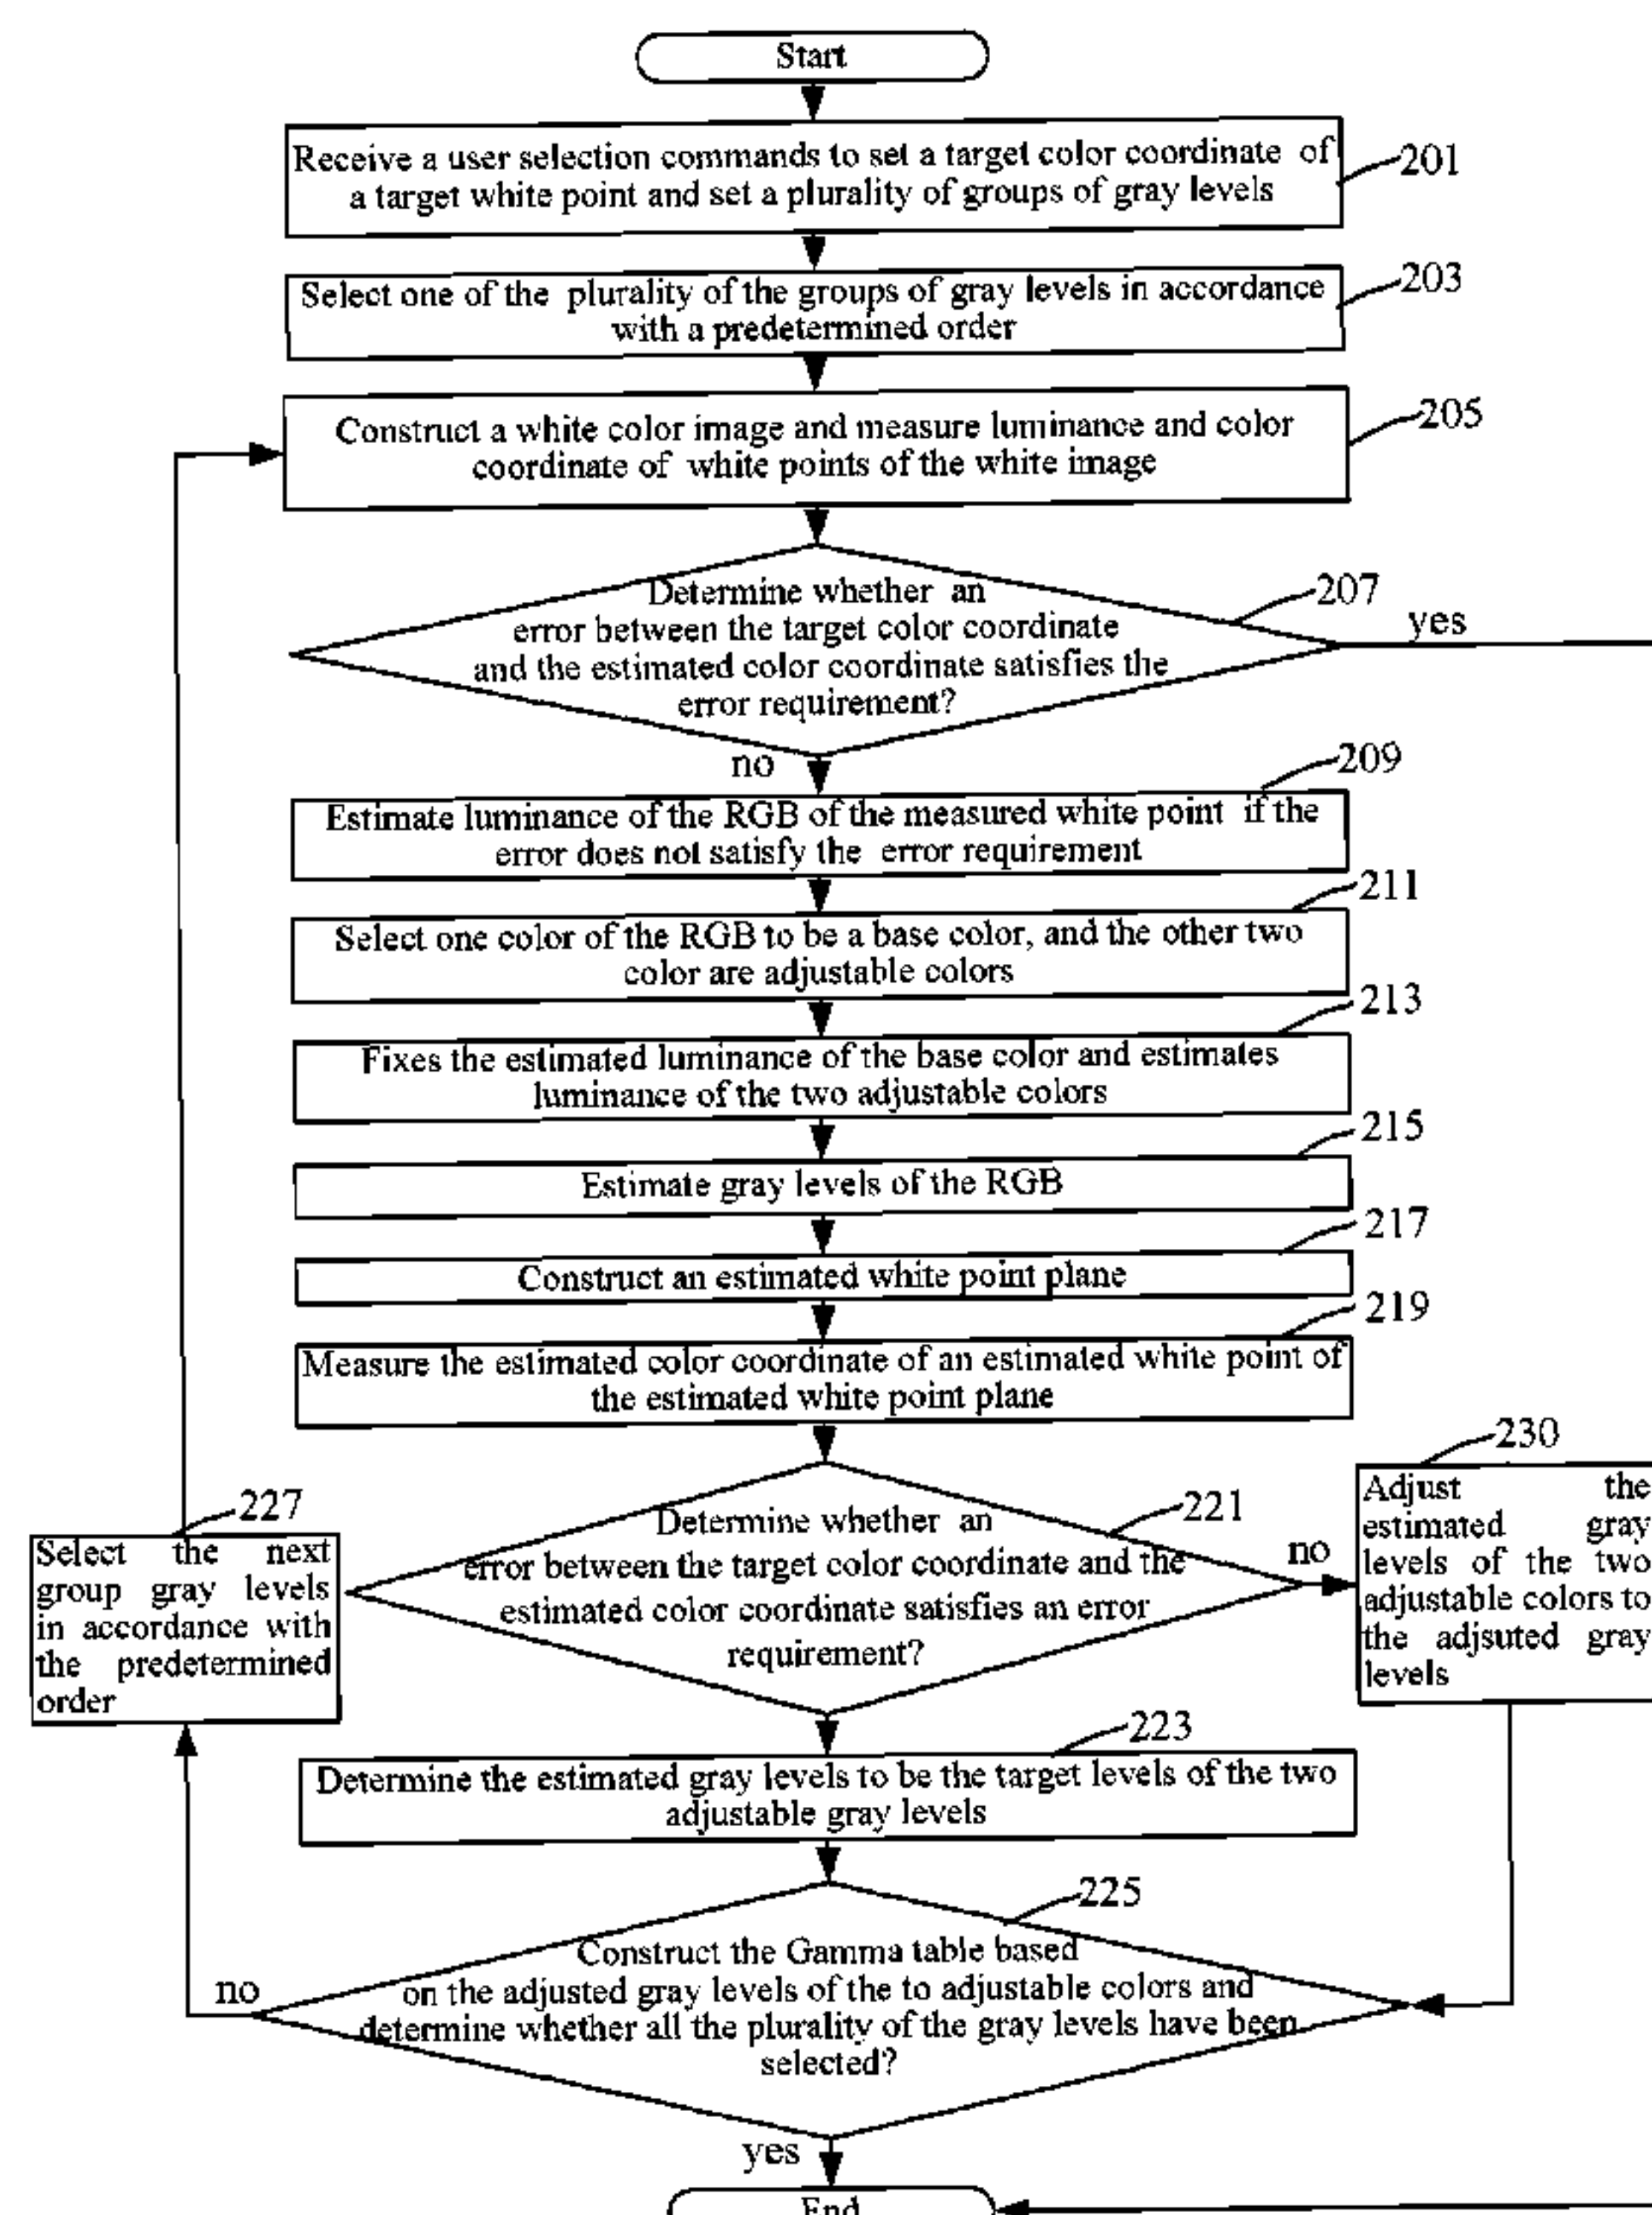 Start
Receive a user selection commands to set a target color coordinate of
a target white point and set a plurality of groups of gray levels
201
Select one of the plurality of the groups of gray levels in accordance
with a predetermined order
203
Construct a white color image and measure luminance and color
coordinate of white points of the white image
205
Determine whether an
error between the target color coordinate
and the estimated color coordinate satisfies the
error requirement?
207
yes
no
209
Estimate luminance of the RGB of the measured white point if the
error does not satisfy the error requirement
211
Select one color of the RGB to be a base color, and the other two
color are adjustable colors
213
Fixes the estimated luminance of the base color and estimates
luminance of the two adjustable colors
215
Estimate gray levels of the RGB
217
Construct an estimated white point plane
219
Measure the estimated color coordinate of an estimated white point of
the estimated white point plane
221
Determine whether an
error between the target color coordinate and the
estimated color coordinate satisfies an error
requirement?
no
230
Adjust the
estimated gray
levels of the two
adjustable colors to
the adjsuted gray
levels
227
Select the next
group gray levels
in accordance with
the predetermined
order
223
Determine the estimated gray levels to be the target levels of the two
adjustable gray levels
225
Construct the Gamma table based
on the adjusted gray levels of the to adjustable colors and
determine whether all the plurality of the gray levels have been
selected?
no
yes
End